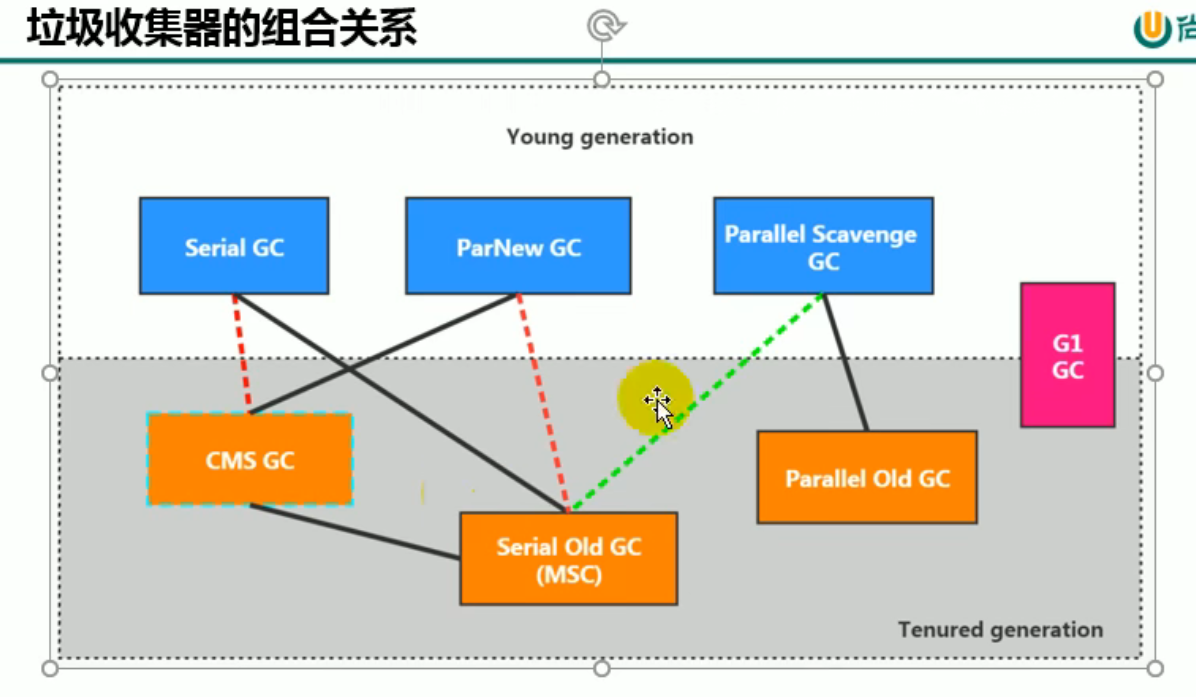 垃圾收集器的组合关系
尚
Young generation
Serial GC
ParNew GC
Parallel Scavenge
GC
G1
GC
CMS GC
Parallel Old GC
Serial Old GC
(MSC)
Tenured generation